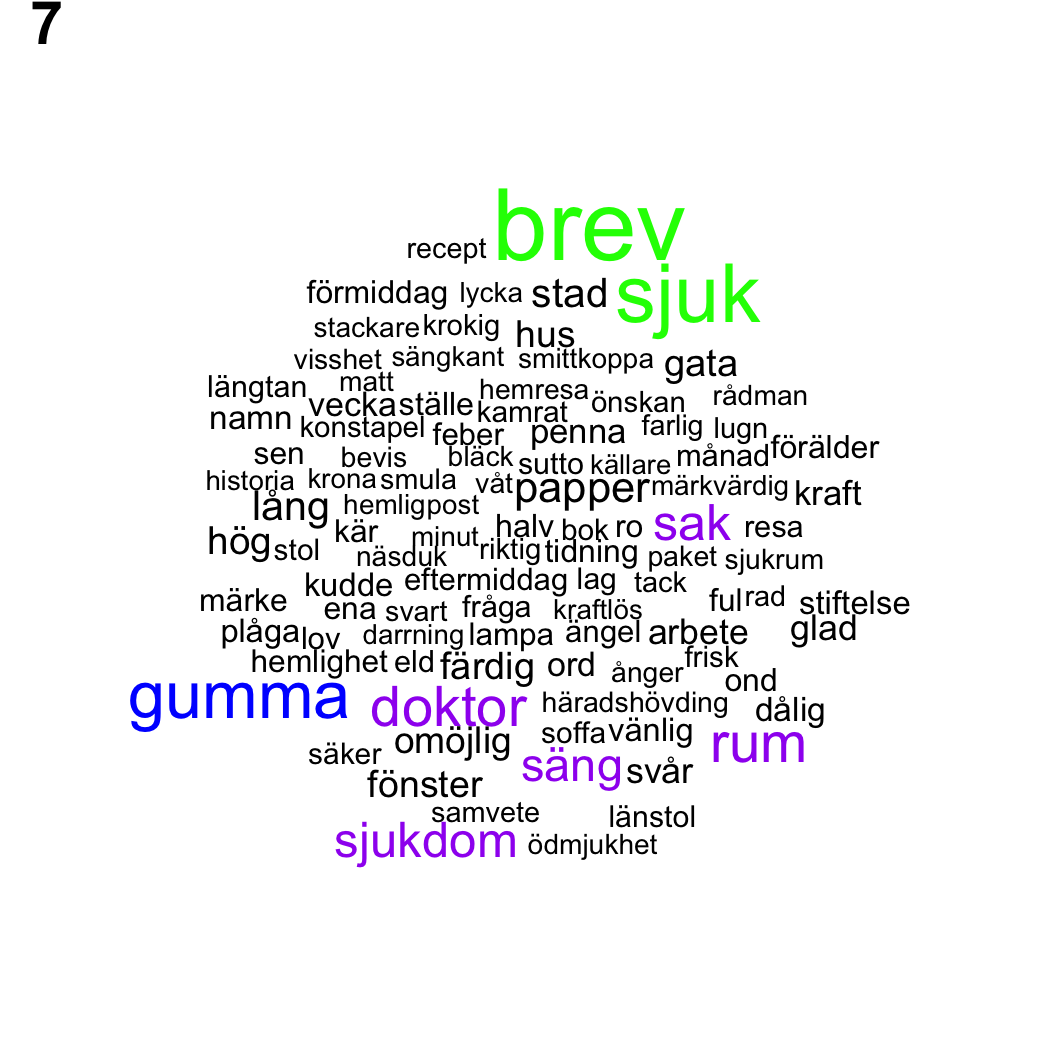 7
brev
recept
sjuk
förmiddag lycka stad
stackare krokig hus
visshet sängkant smittkoppa gata
längtan matt hemresa önskan rådman
namn vecka ställe kamrat
konstapel feber penna farlig lugn förälder
sen bevis bläck sutto källare månad
historia krona smula våt papper märkvärdig kraft
lång hemligpost
hög stol kär minut halv bok ro sak resa
näsduk riktig tidning paket sjukrum
kudde eftermiddag lag tack
märke ena svart fråga kraftlös ful rad stiftelse
plåga lov darrning lampa ängel arbete glad
hemlighet eld färdig ord ånger frisk
gumma doktor häradshövding ond dålig
säker omöjlig soffa vänlig rum
fönster säng svår
samvete länstol
sjukdom ödmjukhet